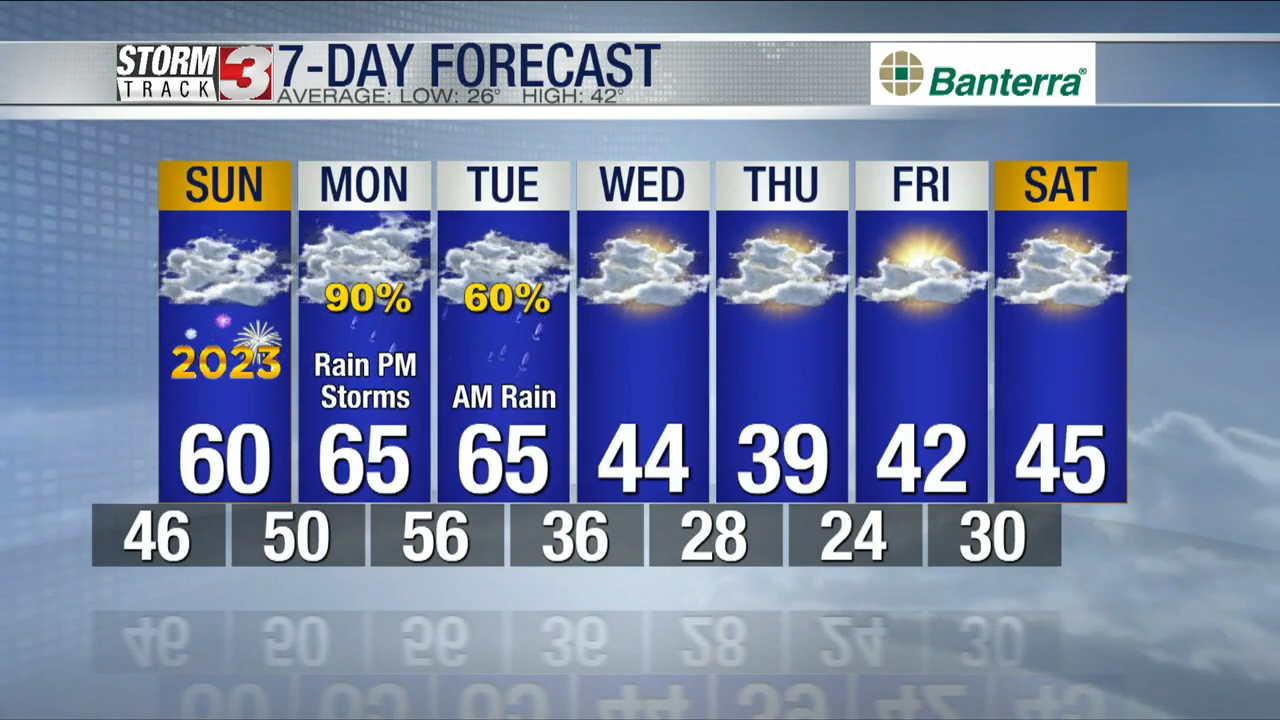 STORM
TRACK 3
7-DAY FORECAST
AVERAGE: LOW: 26° HIGH: 42°
Banterra®
SUN MON TUE WED THU FRI SAT
90% 60%
2023
Rain PM
Storms
AM Rain
60 65 65 44 39 42 45
46 50 56 36 28 24 30